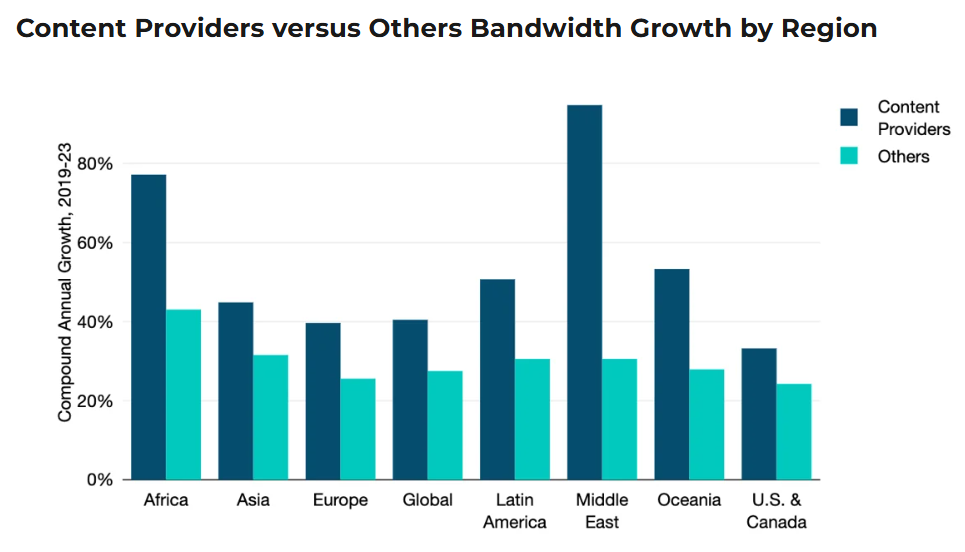 Content Providers versus Others Bandwidth Growth by Region
Content
Providers
Others
Compound Annual Growth, 2019-23
80%
60%
40%
20%
0%
Africa
Asia
Europe
Global
Latin
America
Middle
East
Oceania
U.S. &
Canada